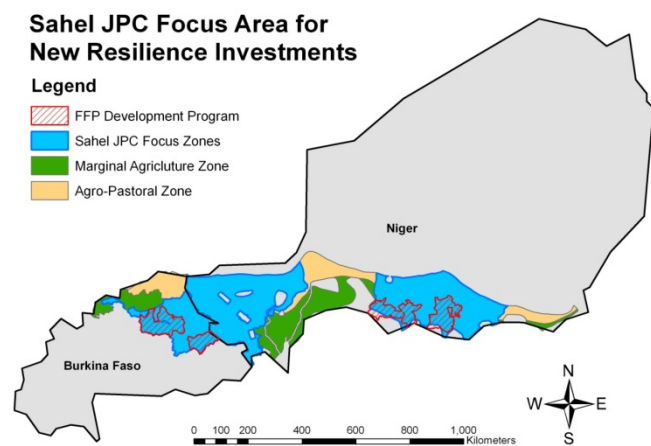 Sahel JPC Focus Area for
New Resilience Investments
Legend
FFP Development Program
Sahel JPC Focus Zones
Marginal Agricluture Zone
Agro-Pastoral Zone
Niger
Burkina Faso
N
W E
S
0 100 200 400 600 800 1,000
Kilometers